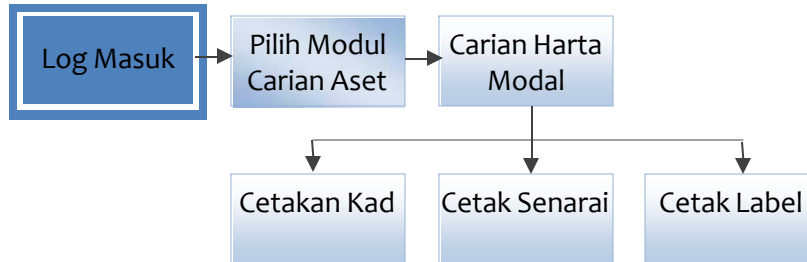 Log Masuk
Pilih Modul
Carian Aset
Carian Harta
Modal
Cetakan Kad
Cetak Senarai
Cetak Label